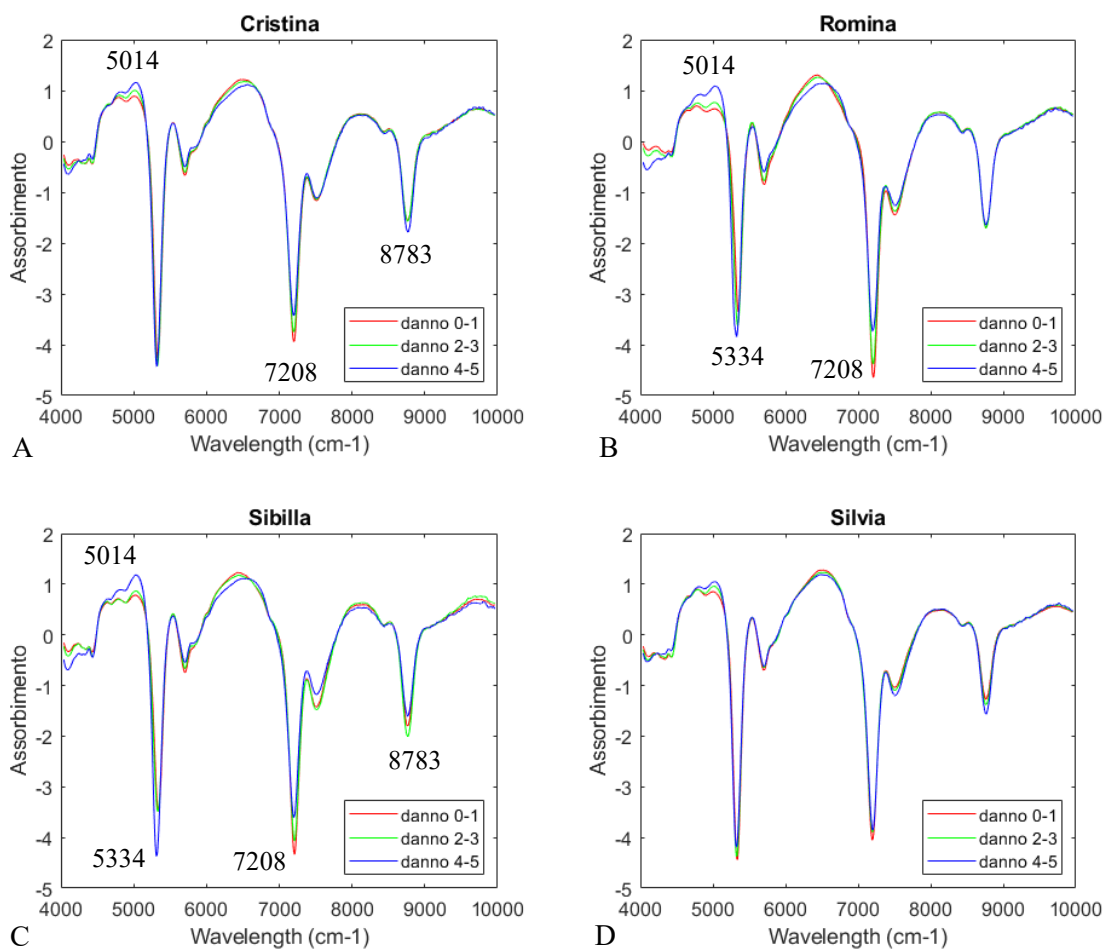 Cristina
5014
8783
7208
danno 0-1
danno 2-3
danno 4-5
2
1
0
-1
-2
-3
-4
-5
4000 5000 6000 7000 8000 9000 10000
Assorbimento
Wavelength (cm-1)
A
Romina
5014
5334
7208
danno 0-1
danno 2-3
danno 4-5
2
1
0
-1
-2
-3
-4
-5
4000 5000 6000 7000 8000 9000 10000
Assorbimento
Wavelength (cm-1)
B
Sibilla
5014
8783
5334
7208
danno 0-1
danno 2-3
danno 4-5
2
1
0
-1
-2
-3
-4
-5
4000 5000 6000 7000 8000 9000 10000
Assorbimento
Wavelength (cm-1)
C
Silvia
danno 0-1
danno 2-3
danno 4-5
2
1
0
-1
-2
-3
-4
-5
4000 5000 6000 7000 8000 9000 10000
Assorbimento
Wavelength (cm-1)
D